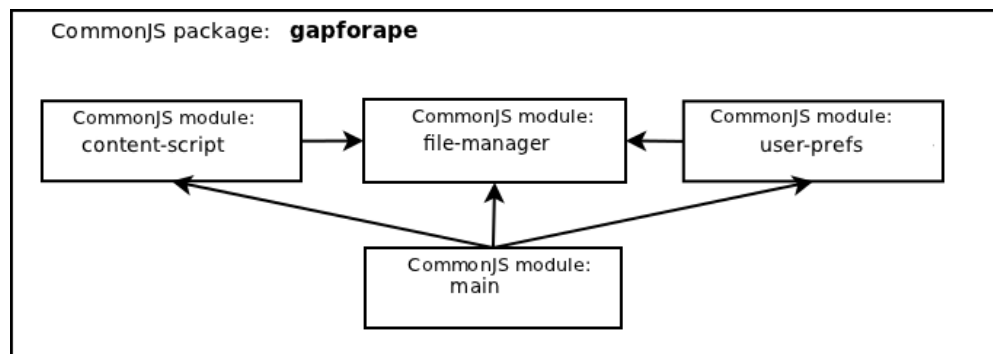 CommonJS package: gapforape
CommonJS module:
content-script
CommonJS module:
file-manager
CommonJS module:
user-prefs
CommonJS module:
main